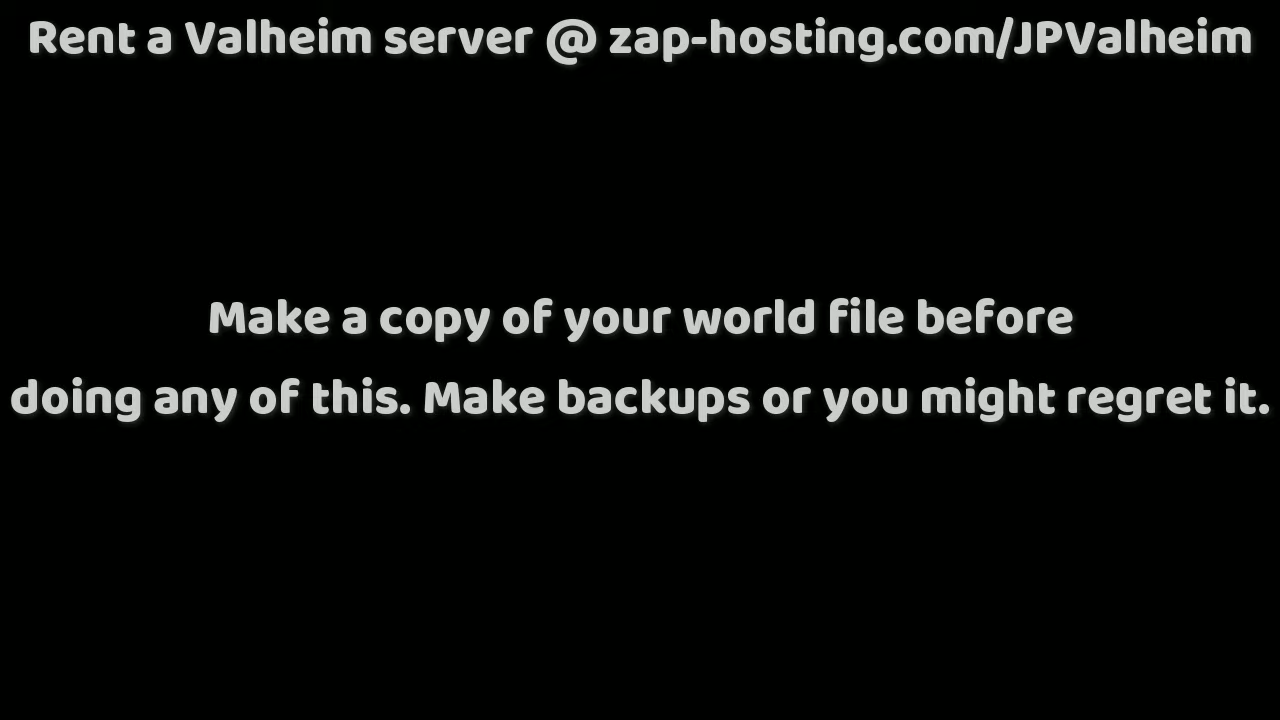 Rent a Valheim server @ zap-hosting.com/JPValheim
Make a copy of your world file before
doing any of this. Make backups or you might regret it.